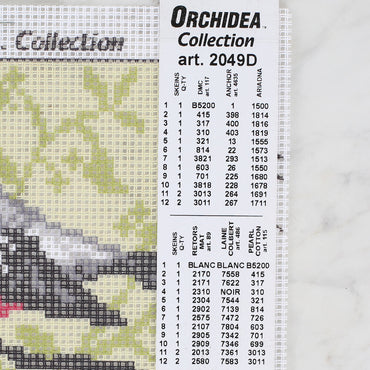 . Collection
ORCHIDEA
Collection
art. 2049D
SKEINS Q-TY DMC art. 117 ANCHOR art. 4635 ARIADNA
1 1 B5200 1 1500
2 1 415 398 1814
3 1 317 400 1816
4 1 310 403 1819
5 1 321 13 1555
6 1 814 22 1573
7 1 3821 293 1513
8 1 603 26 1550
9 1 701 225 1680
10 1 3818 228 1678
11 2 3013 264 1691
12 2 3011 267 1711
SKEINS Q-TY RETORS MAT art. 89 LAINE COLBERT art. 486 PEARL COTTON art. 115
1 1 BLANC BLANC B5200
2 1 2170 7558 415
3 1 2171 7622 317
4 1 2310 NOIR 310
5 1 2304 7544 321
6 1 2902 7138 814
7 1 2575 7472 726
8 1 2107 7804 603
9 1 2905 7342 701
10 1 2909 7346 699
11 2 2013 7361 3013
12 2 2580 7583 3011